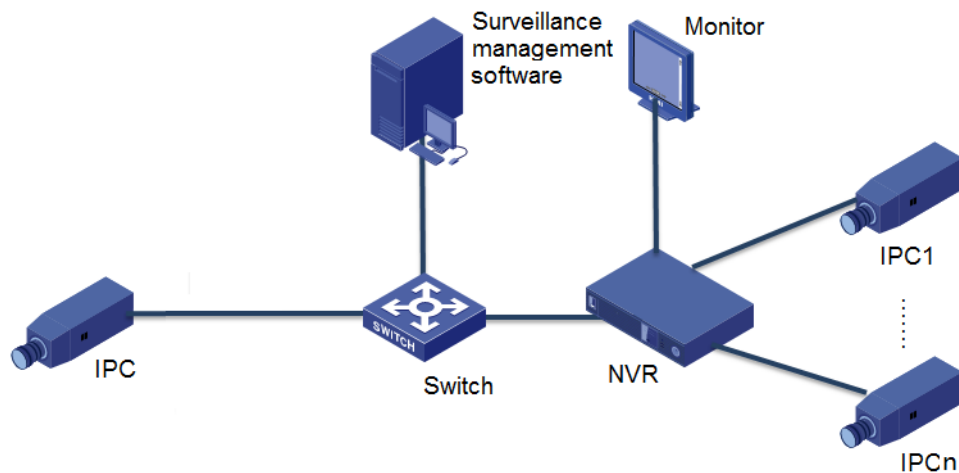 Surveillance
management
software
Monitor
IPC1
IPC
SWITCH
Switch
NVR
IPCn